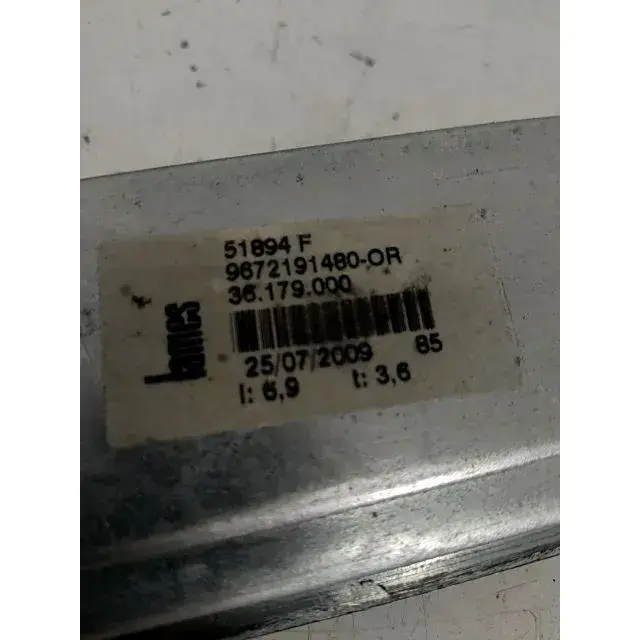 51894 F
9672191480-OR
36.179.000
lames
25/07/2009 85
I: 6,9 t: 3,6